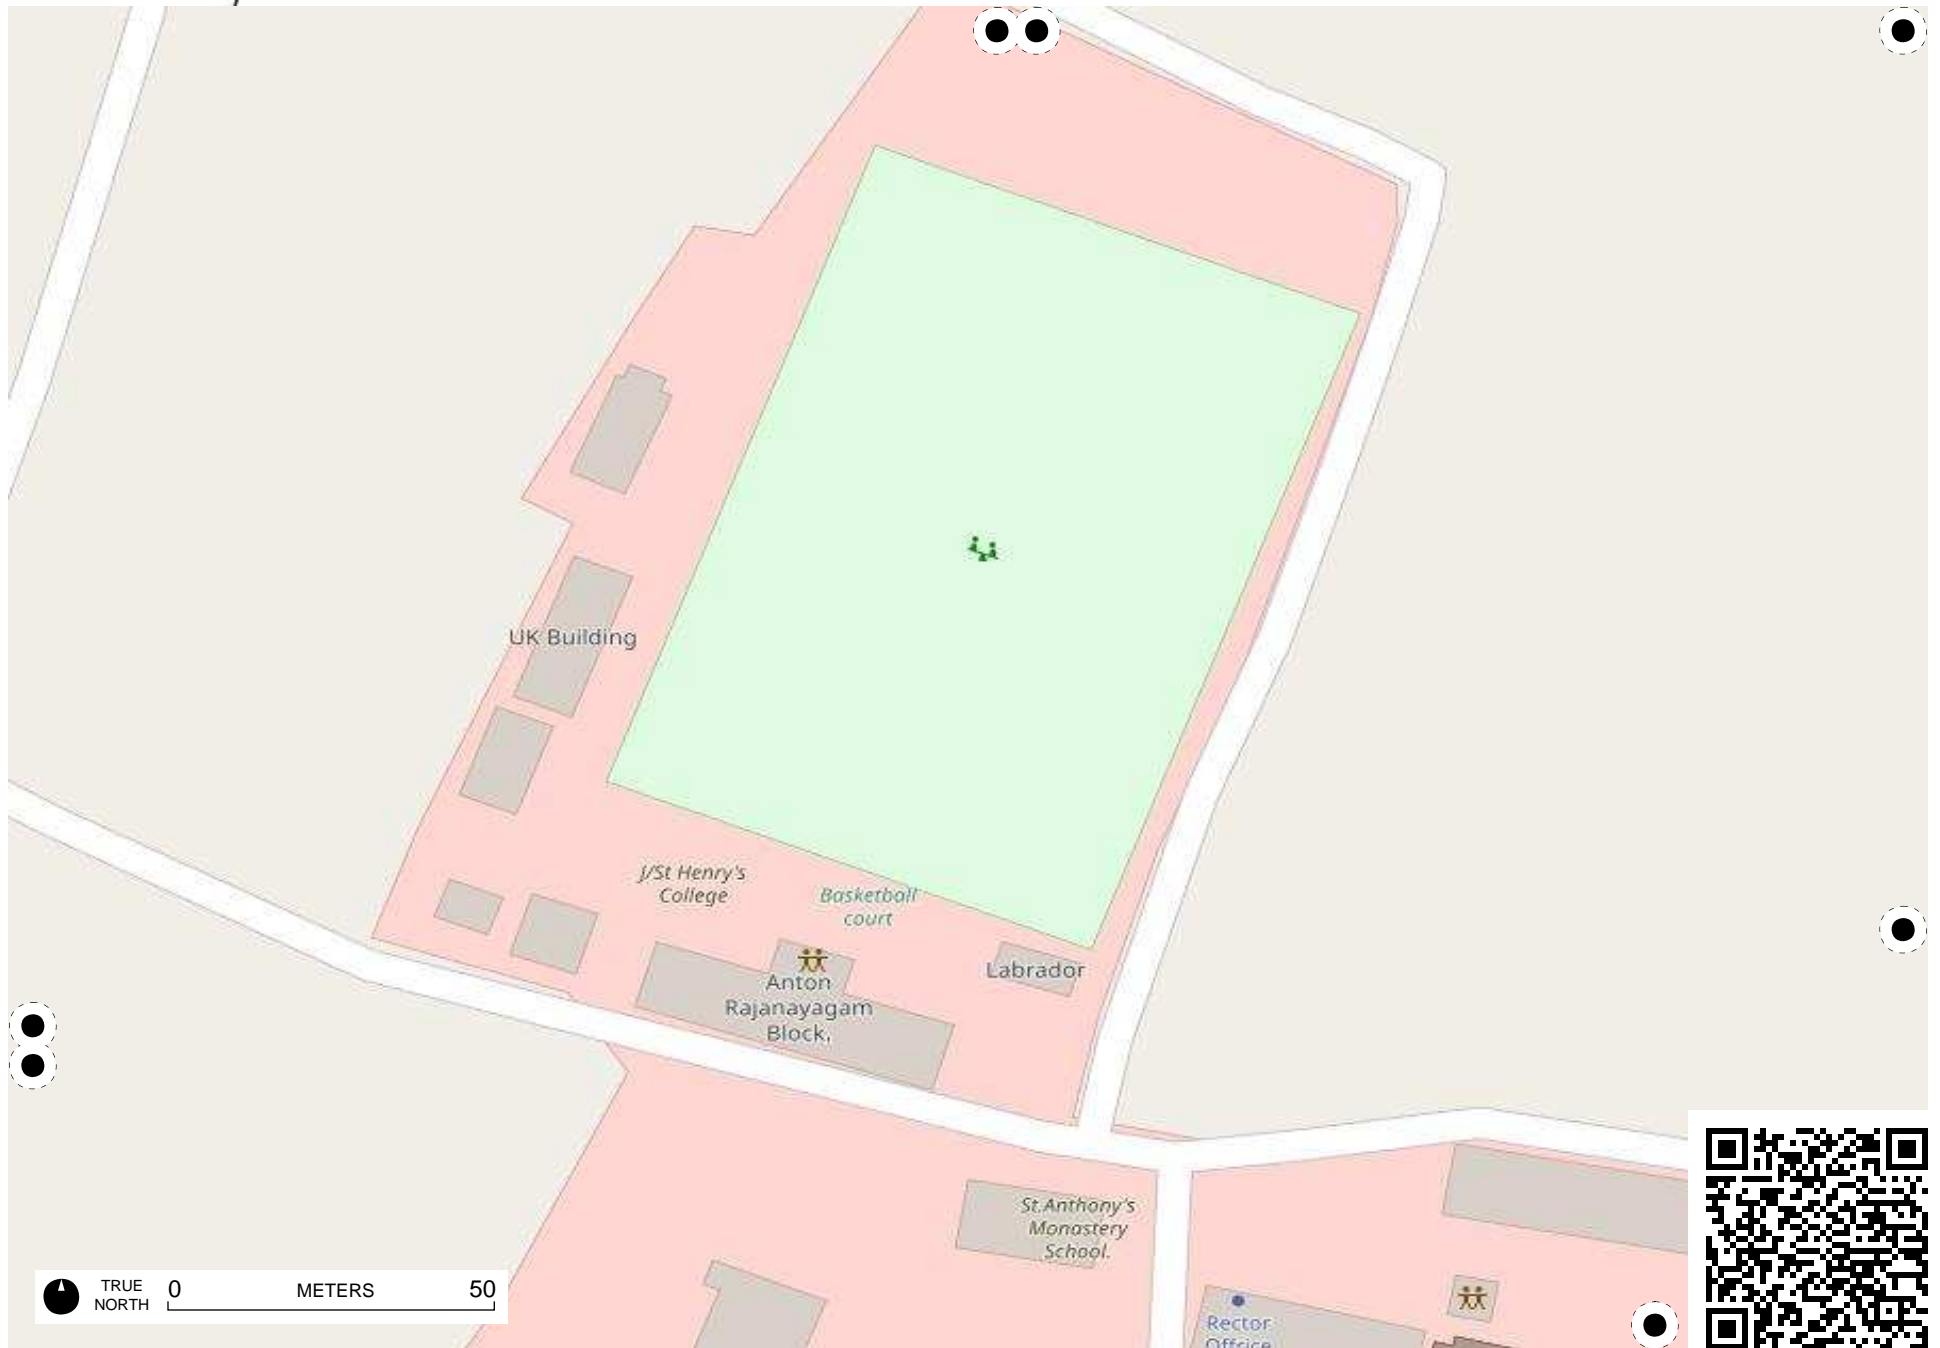 UK Building
J/St Henry's
College
Basketball
court
Labrador
Anton
Rajanayagam
Block,
St.Anthony's
Monastery
School.
TRUE
NORTH
0
METERS
50
Rector
Offrice